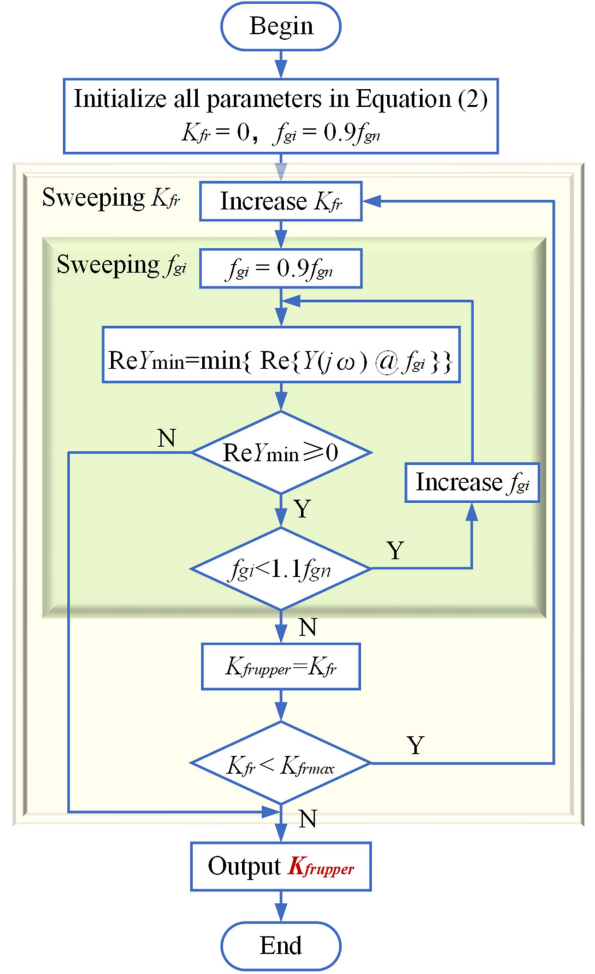 Begin
Initialize all parameters in Equation (2)
Kfr = 0, fgi = 0.9fgn
Sweeping Kfr
Increase Kfr
Sweeping fgi
fgi = 0.9fgn
ReYmin=min{ Re{Y(jω) @ fgi}}
N
ReYmin≥0
Increase fgi
Y
Y
fgi<1.1fgn
N
Kfrupper=Kfr
Y
Kfr < Kfrmax
N
Output Kfrupper
End